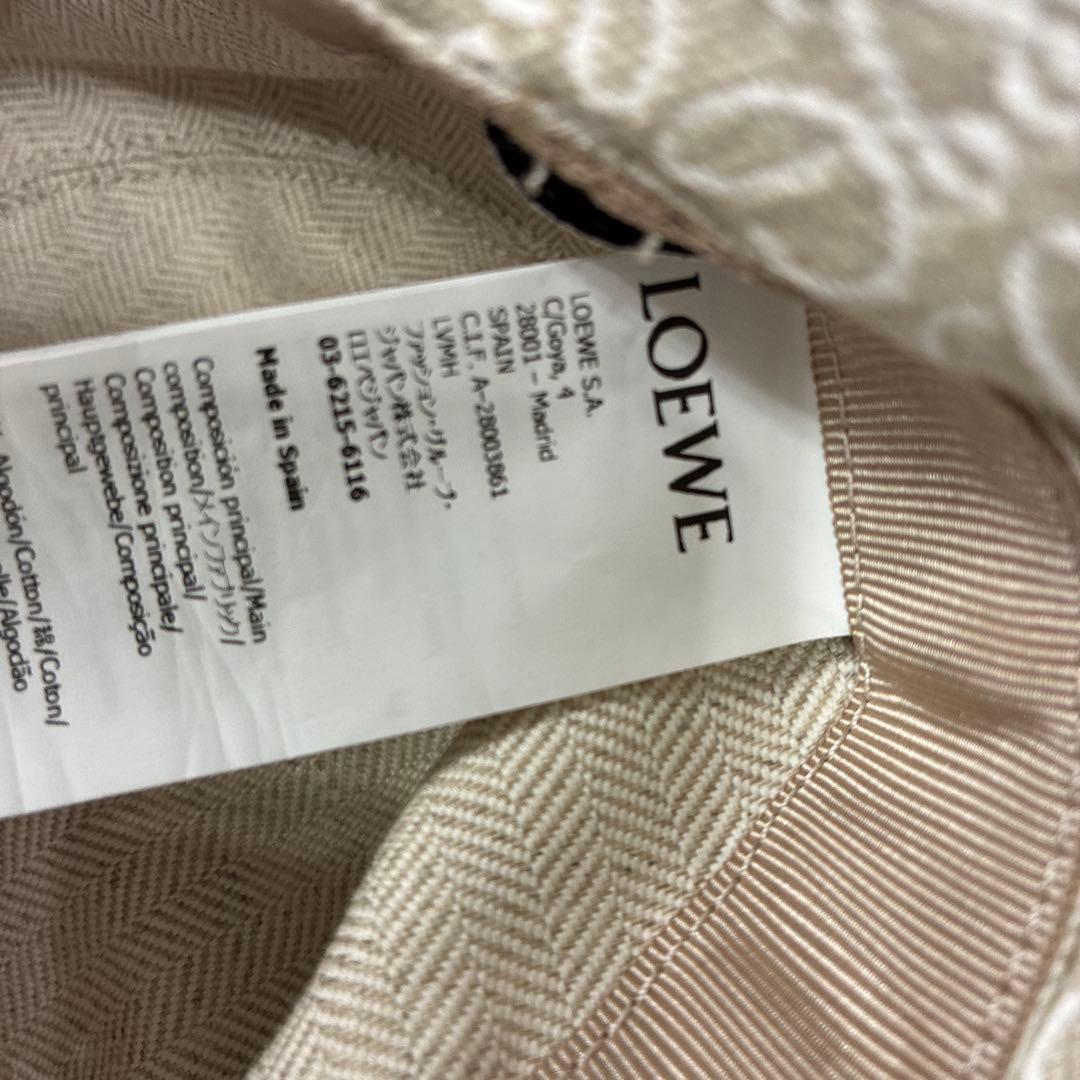 LOEWE
LOEWE S.A.
C/Goya, 4
28001 - Madrid
SPAIN
C.I.F. A-28003861
LVMH
ファッション・グループ,
ジャパン株式会社
ロエベジャパン
03-6215-6116
Made in Spain
Composición principal/Main
composition/メインファブリック/
Composition principal/
Composizione principale/
Hauptgewebe/Composição
principal
Algodón/Cotton/綿/Coton/
/Algodão